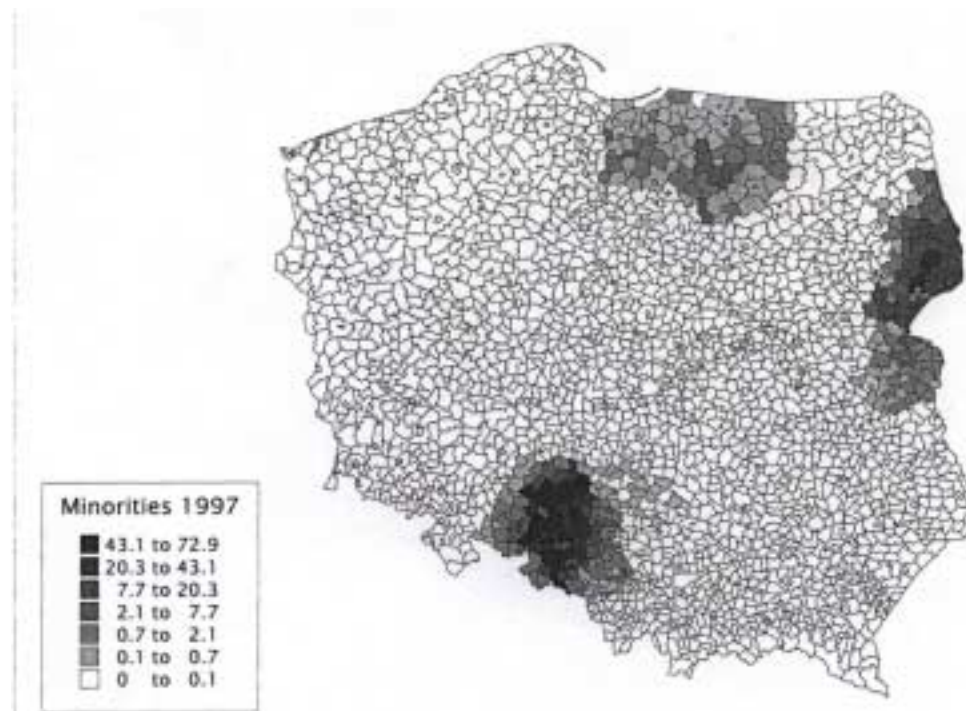 Minorities 1997
43.1 to 72.9
20.3 to 43.1
7.7 to 20.3
2.1 to 7.7
0.7 to 2.1
0.1 to 0.7
0 to 0.1